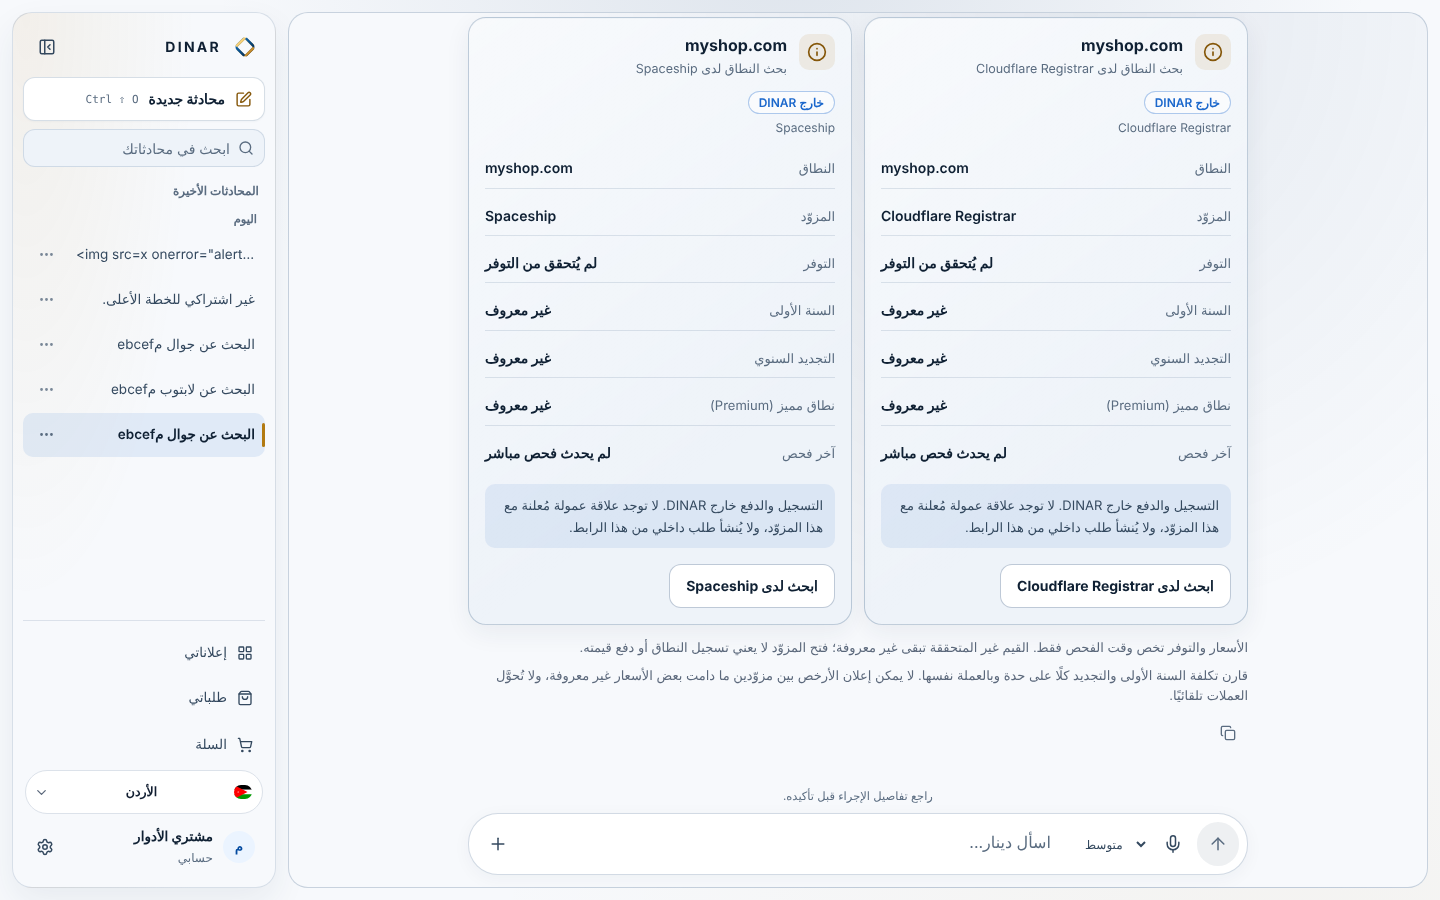 DINAR
محادثة جديدة Ctrl ⇧ O
ابحث في محادثاتك
المحادثات الأخيرة
اليوم
<img src=x onerror="alert...
غير اشتراكي للخطة الأعلى.
البحث عن جوال مebcef
البحث عن لابتوب مebcef
البحث عن جوال مebcef
إعلاناتي
طلباتي
السلة
الأردن
م
مشتري الأدوار
حسابي
myshop.com
بحث النطاق لدى Cloudflare Registrar
خارج DINAR
Cloudflare Registrar
النطاق myshop.com
المزوّد Cloudflare Registrar
التوفر لم يُتحقق من التوفر
السنة الأولى غير معروف
التجديد السنوي غير معروف
نطاق مميز (Premium) غير معروف
آخر فحص لم يحدث فحص مباشر
التسجيل والدفع خارج DINAR. لا توجد علاقة عمولة مُعلنة مع
هذا المزوّد، ولا يُنشأ طلب داخلي من هذا الرابط.
ابحث لدى Cloudflare Registrar
myshop.com
بحث النطاق لدى Spaceship
خارج DINAR
Spaceship
النطاق myshop.com
المزوّد Spaceship
التوفر لم يُتحقق من التوفر
السنة الأولى غير معروف
التجديد السنوي غير معروف
نطاق مميز (Premium) غير معروف
آخر فحص لم يحدث فحص مباشر
التسجيل والدفع خارج DINAR. لا توجد علاقة عمولة مُعلنة مع
هذا المزوّد، ولا يُنشأ طلب داخلي من هذا الرابط.
ابحث لدى Spaceship
الأسعار والتوفر تخص وقت الفحص فقط. القيم غير المتحققة تبقى غير معروفة؛ فتح المزوّد لا يعني تسجيل النطاق أو دفع قيمته.
قارن تكلفة السنة الأولى والتجديد كلًا على حدة وبالعملة نفسها. لا يمكن إعلان الأرخص بين مزوّدين ما دامت بعض الأسعار غير معروفة، ولا تُحوَّل
العملات تلقائيًا.
راجع تفاصيل الإجراء قبل تأكيده.
متوسط
اسأل دينار...